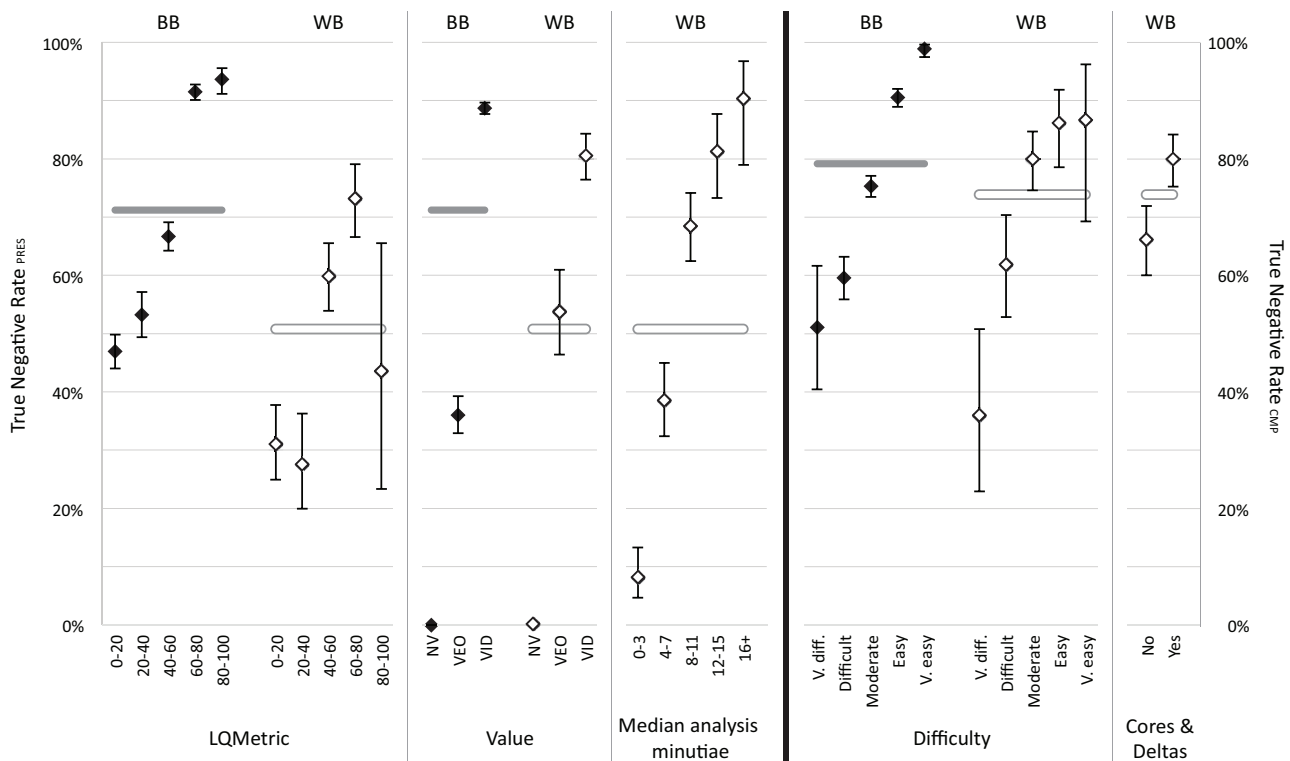 BB WB BB WB WB BB WB WB
100% 100%
80% 80%
60% 60%
40% 40%
20% 20%
0% 0%
True Negative Rate PRES
True Negative Rate CMP
0-20 20-40 40-60 60-80 80-100 0-20 20-40 40-60 60-80 80-100 NV VEO VID NV VEO VID 0-3 4-7 8-11 12-15 16+ V. diff. Difficult Moderate Easy V. easy V. diff. Difficult Moderate Easy V. easy No Yes
LQMetric Value Median analysis Difficulty Cores &
minutiae Deltas